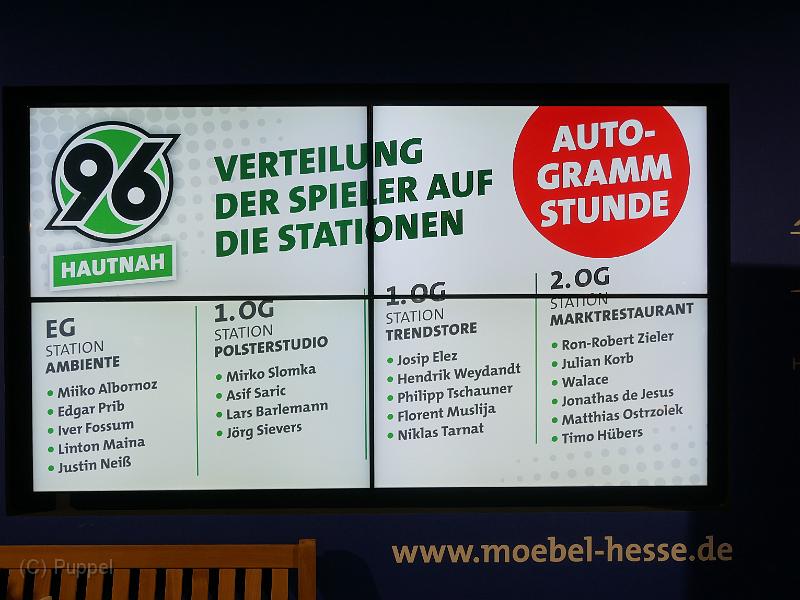 96
HAUTNAH
VERTEILUNG
DER SPIELER AUF
DIE STATIONEN
AUTO-
GRAMM
STUNDE
EG
STATION
AMBIENTE
• Miiko Albornoz
• Edgar Prib
• Iver Fossum
• Linton Maina
• Justin Neiß
1. OG
STATION
POLSTERSTUDIO
• Mirko Slomka
• Asif Saric
• Lars Barlemann
• Jörg Sievers
1. OG
STATION
TRENDSTORE
• Josip Elez
• Hendrik Weydandt
• Philipp Tschauner
• Florent Muslija
• Niklas Tarnat
2. OG
STATION
MARKTRESTAURANT
• Ron-Robert Zieler
• Julian Korb
• Walace
• Jonathas de Jesus
• Matthias Ostrzolek
• Timo Hübers
www.moebel-hesse.de
(C) Puppel